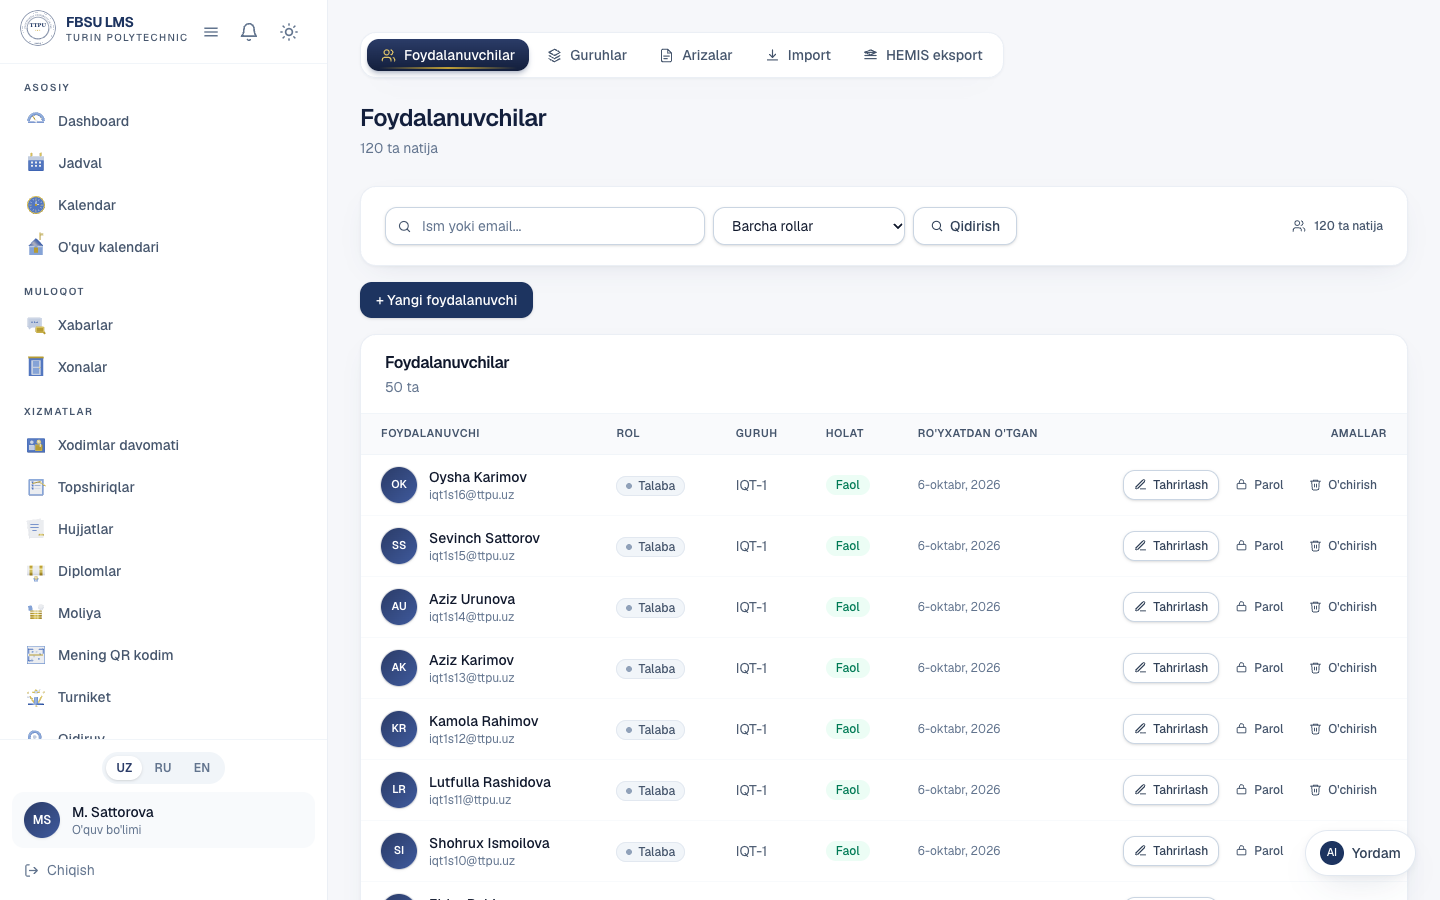 TTPU
FBSU LMS
TURIN POLYTECHNIC
ASOSIY
Dashboard
Jadval
Kalendar
O'quv kalendari
MULOQOT
Xabarlar
Xonalar
XIZMATLAR
Xodimlar davomati
Topshiriqlar
Hujjatlar
Diplomlar
Moliya
Mening QR kodim
Turniket
Qidiruv
UZ RU EN
MS
M. Sattorova
O'quv bo'limi
Chiqish
Foydalanuvchilar Guruhlar Arizalar Import HEMIS eksport
Foydalanuvchilar
120 ta natija
Ism yoki email... Barcha rollar Qidirish 120 ta natija
+ Yangi foydalanuvchi
Foydalanuvchilar
50 ta
FOYDALANUVCHI ROL GURUH HOLAT RO'YXATDAN O'TGAN AMALLAR
OK Oysha Karimov Talaba IQT-1 Faol 6-oktabr, 2026 Tahrirlash Parol O'chirish
iqt1s16@ttpu.uz
SS Sevinch Sattorov Talaba IQT-1 Faol 6-oktabr, 2026 Tahrirlash Parol O'chirish
iqt1s15@ttpu.uz
AU Aziz Urunova Talaba IQT-1 Faol 6-oktabr, 2026 Tahrirlash Parol O'chirish
iqt1s14@ttpu.uz
AK Aziz Karimov Talaba IQT-1 Faol 6-oktabr, 2026 Tahrirlash Parol O'chirish
iqt1s13@ttpu.uz
KR Kamola Rahimov Talaba IQT-1 Faol 6-oktabr, 2026 Tahrirlash Parol O'chirish
iqt1s12@ttpu.uz
LR Lutfulla Rashidova Talaba IQT-1 Faol 6-oktabr, 2026 Tahrirlash Parol O'chirish
iqt1s11@ttpu.uz
SI Shohrux Ismoilova Talaba IQT-1 Faol 6-oktabr, 2026 Tahrirlash Parol
iqt1s10@ttpu.uz
AI Yordam